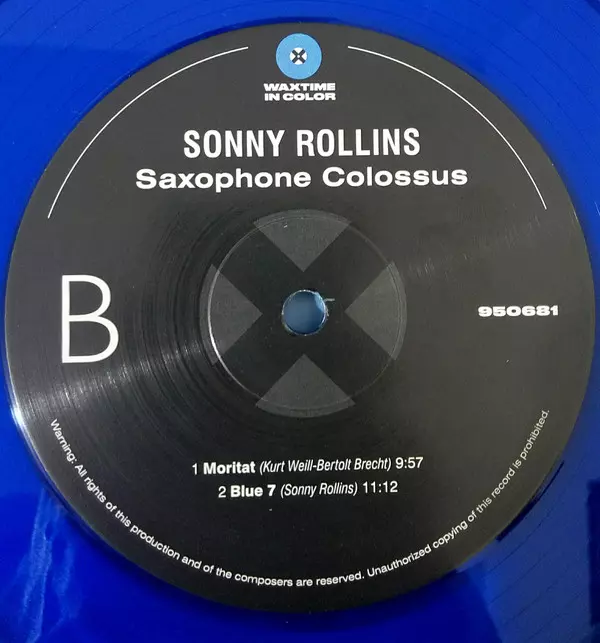 WAXTIME
IN COLOR
SONNY ROLLINS
Saxophone Colossus
B
950681
1 Moritat (Kurt Weill-Bertolt Brecht) 9:57
2 Blue 7 (Sonny Rollins) 11:12
Warning: All rights of this production and of the composers are reserved. Unauthorized copying of this record is prohibited.